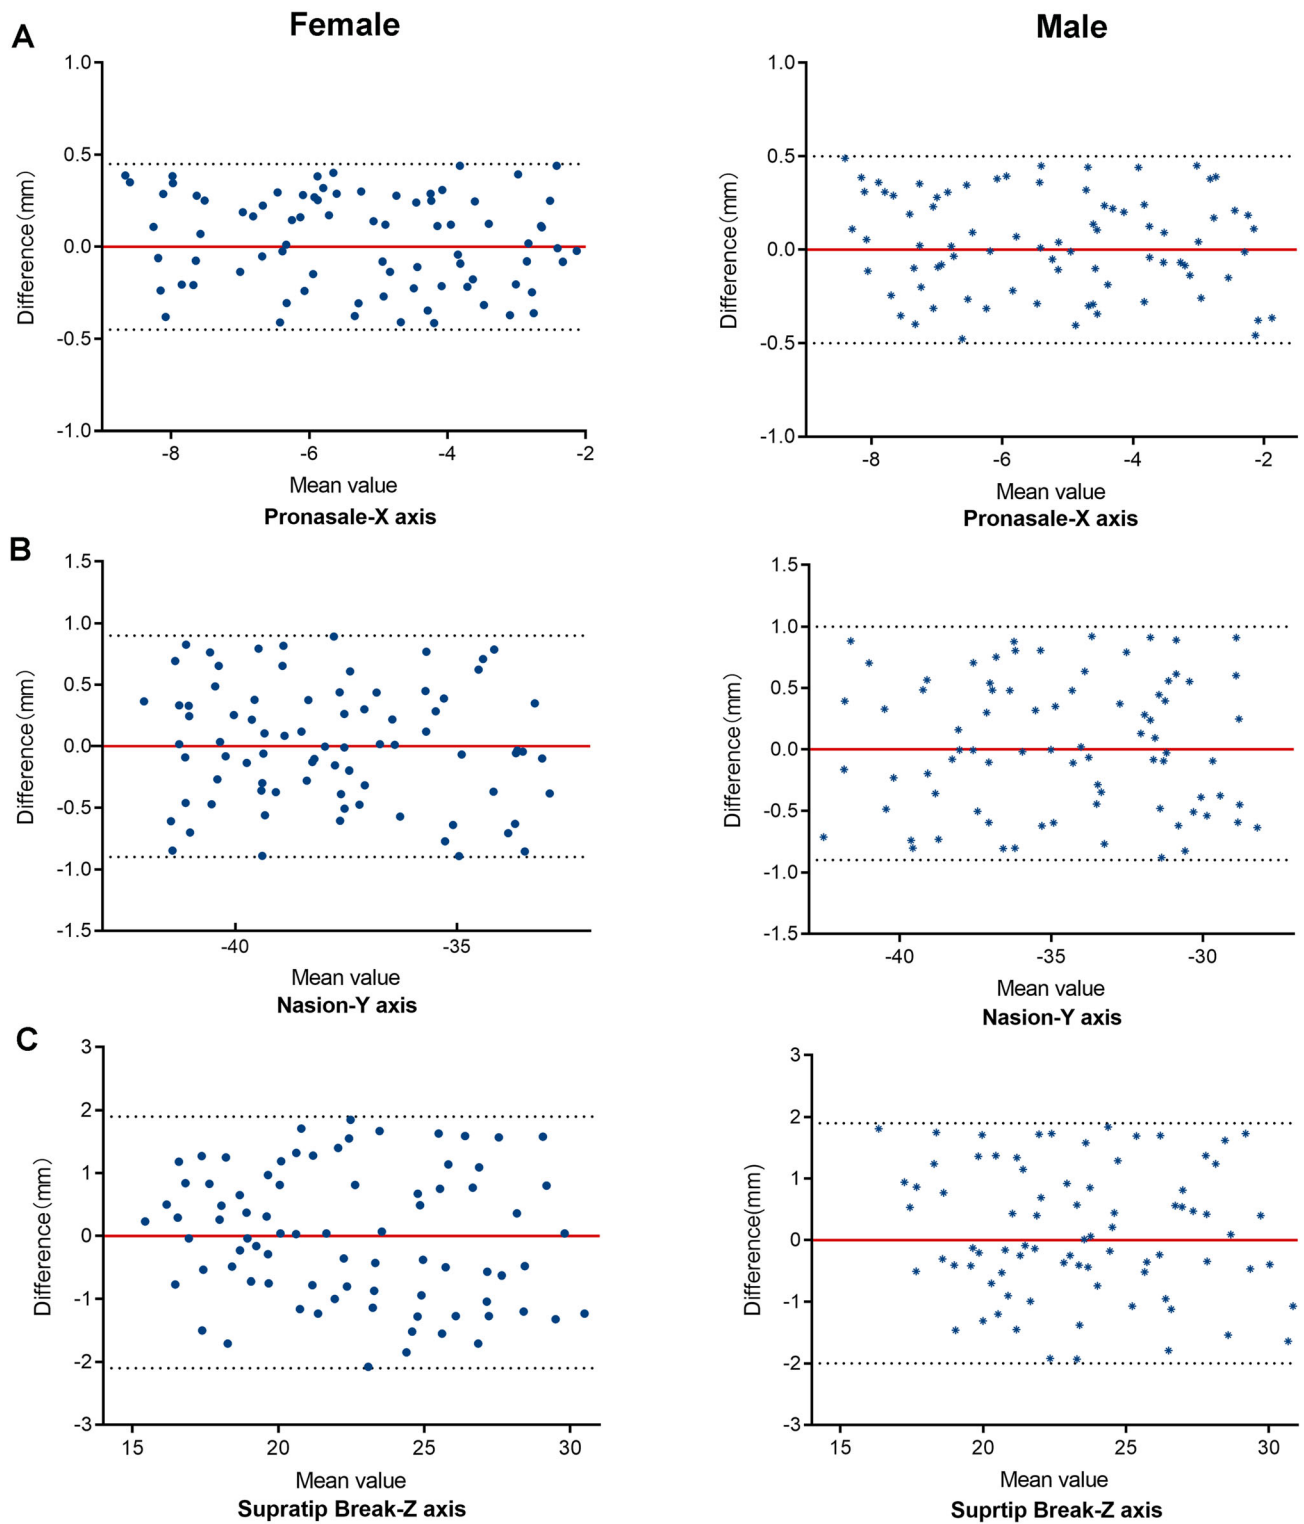 A
Female
Male
1.0
0.5
0.0
-0.5
-1.0
Difference(mm)
-8
-6
-4
-2
Mean value
Pronasale-X axis
1.0
0.5
0.0
-0.5
-1.0
Difference(mm)
-8
-6
-4
-2
Mean value
Pronasale-X axis
B
1.5
1.0
0.5
0.0
-0.5
-1.0
-1.5
Difference(mm)
-40
-35
Mean value
Nasion-Y axis
1.5
1.0
0.5
0.0
-0.5
-1.0
-1.5
Difference(mm)
-40
-35
-30
Mean value
Nasion-Y axis
C
3
2
1
0
-1
-2
-3
Difference(mm)
15
20
25
30
Mean value
Supratip Break-Z axis
3
2
1
0
-1
-2
-3
Difference(mm)
15
20
25
30
Mean value
Suprtip Break-Z axis